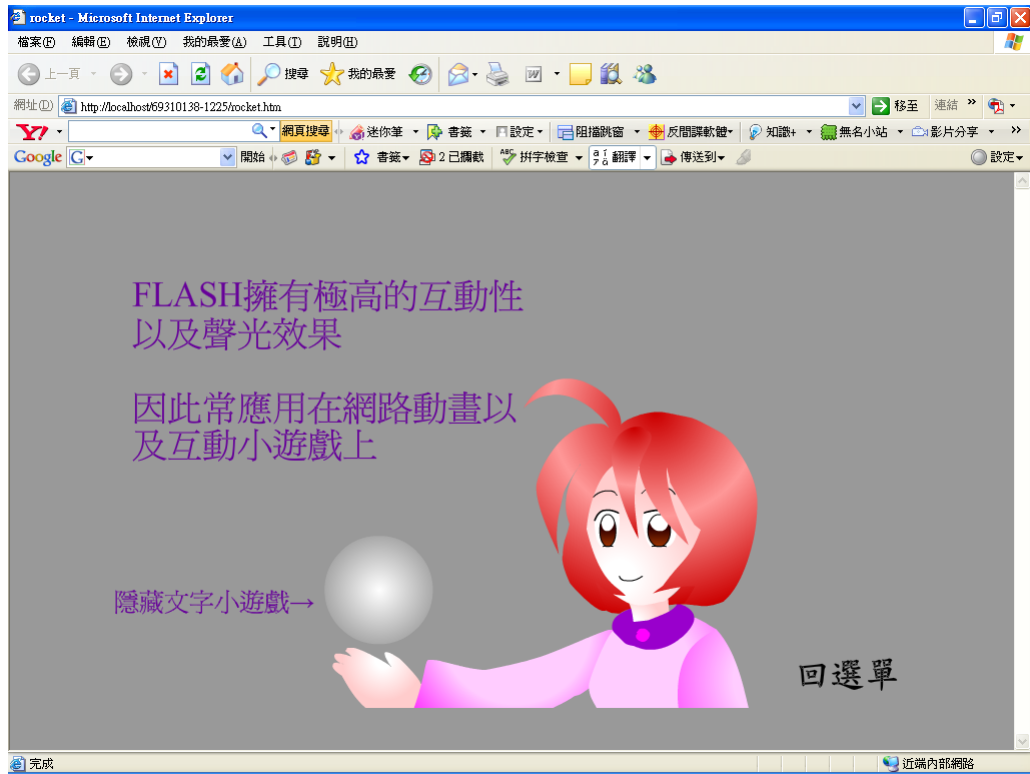 rocket - Microsoft Internet Explorer
檔案(F) 編輯(E) 檢視(V) 我的最愛(A) 工具(T) 說明(H)
上一頁 搜尋 我的最愛
網址(D) http://localhost/69310138-1225/rocket.htm 移至 連結 »
Y7 網頁搜尋 迷你筆 書籤 設定 阻擋跳窗 反間諜軟體 知識+ 無名小站 影片分享 »
Google G 開始 書籤 2 已攔截 拼字檢查 翻譯 傳送到 設定
FLASH擁有極高的互動性
以及聲光效果
因此常應用在網路動畫以
及互動小遊戲上
隱藏文字小遊戲→
回選單
完成 近端內部網路